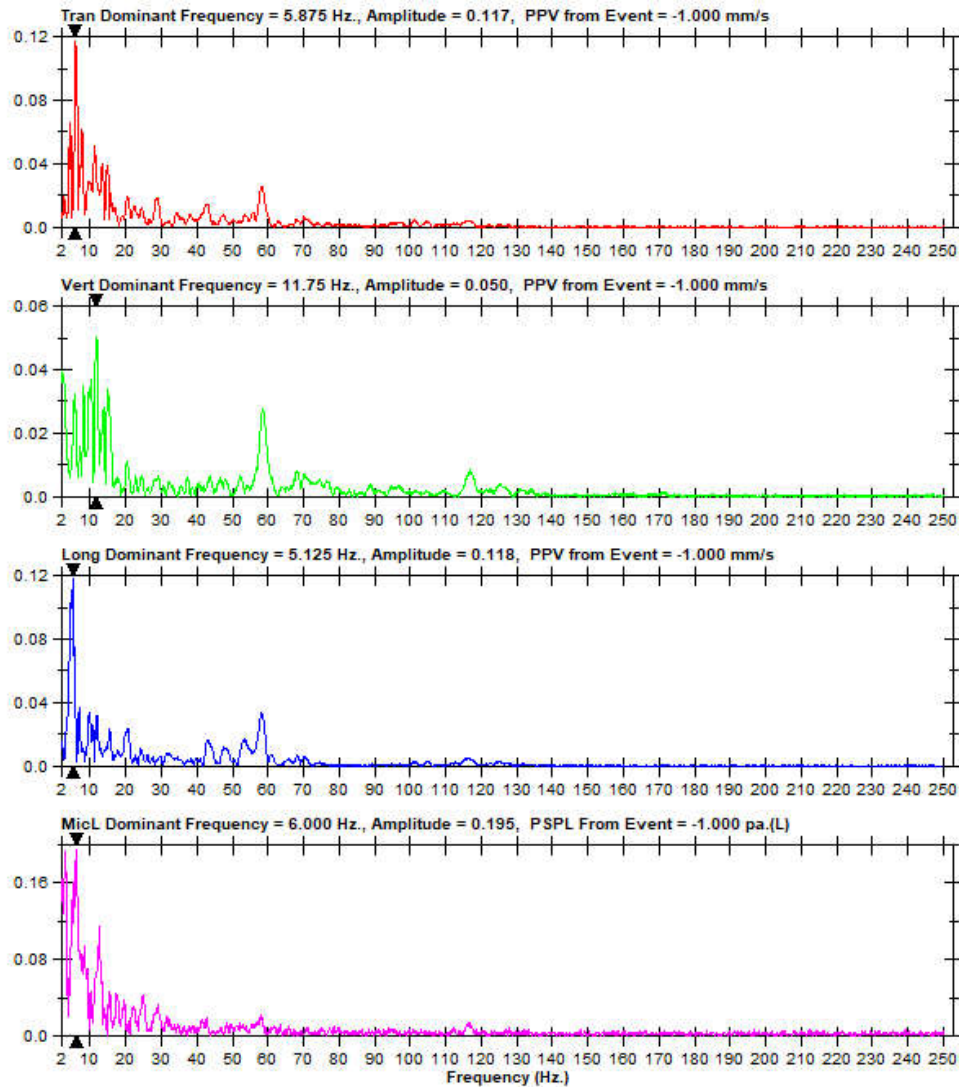 Tran Dominant Frequency = 5.875 Hz., Amplitude = 0.117, PPV from Event = -1.000 mm/s
0.12
0.08
0.04
0.0
2 10 20 30 40 50 60 70 80 90 100 110 120 130 140 150 160 170 180 190 200 210 220 230 240 250
Vert Dominant Frequency = 11.75 Hz., Amplitude = 0.050, PPV from Event = -1.000 mm/s
0.06
0.04
0.02
0.0
2 10 20 30 40 50 60 70 80 90 100 110 120 130 140 150 160 170 180 190 200 210 220 230 240 250
Long Dominant Frequency = 5.125 Hz., Amplitude = 0.118, PPV from Event = -1.000 mm/s
0.12
0.08
0.04
0.0
2 10 20 30 40 50 60 70 80 90 100 110 120 130 140 150 160 170 180 190 200 210 220 230 240 250
MicL Dominant Frequency = 6.000 Hz., Amplitude = 0.195, PSPL From Event = -1.000 pa.(L)
0.16
0.08
0.0
2 10 20 30 40 50 60 70 80 90 100 110 120 130 140 150 160 170 180 190 200 210 220 230 240 250
Frequency (Hz.)